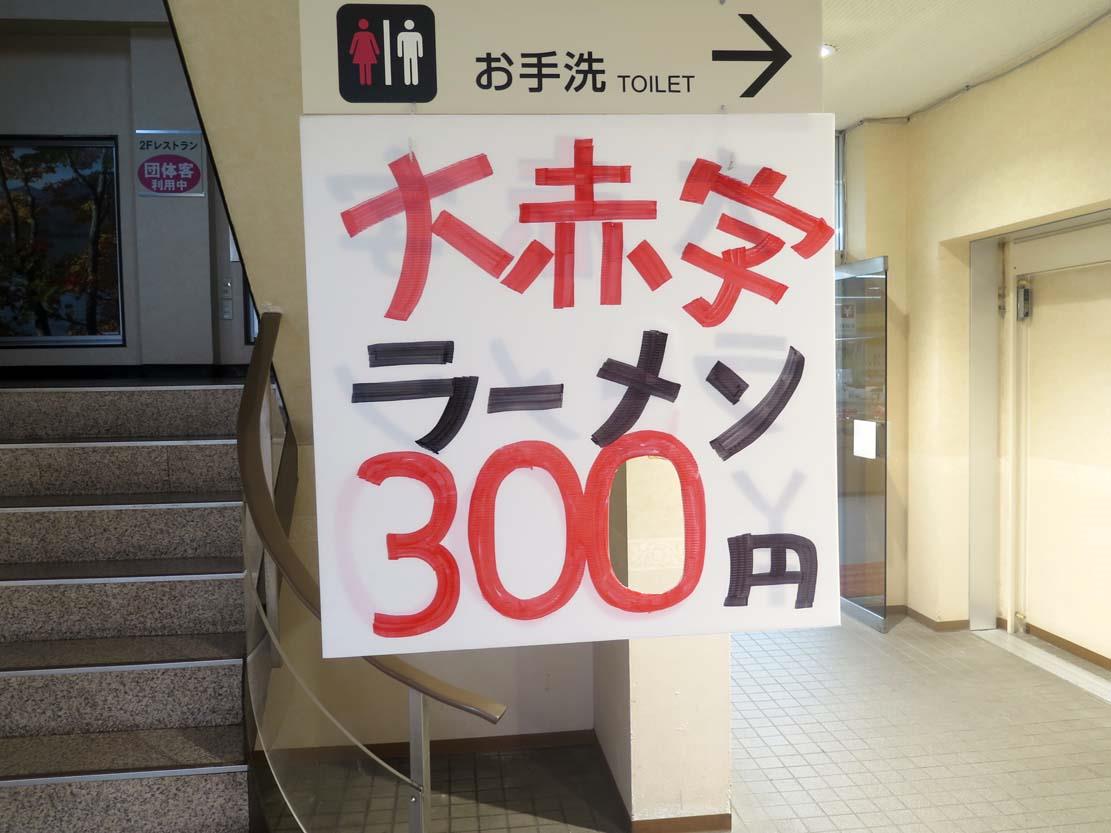 お手洗 TOILET
大赤字
ラーメン
300円
2Fレストラン
団体客
利用中